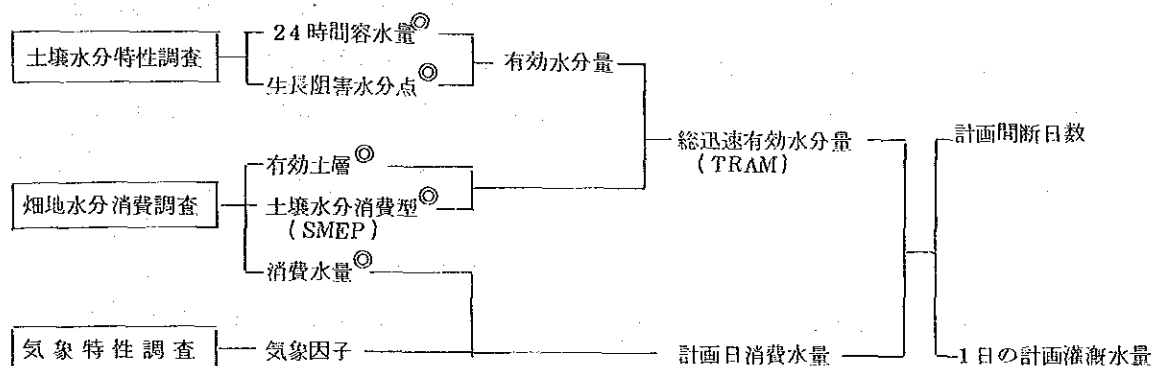 24時間容水量◎
土壌水分特性調査
有効水分量
生長阻害水分点◎
総迅速有効水分量
(TRAM)
計画間断日数
有効土層◎
畑地水分消費調査
土壌水分消費型◎
(SMEP)
消費水量◎
気象特性調査
気象因子
計画日消費水量
1日の計画灌漑水量